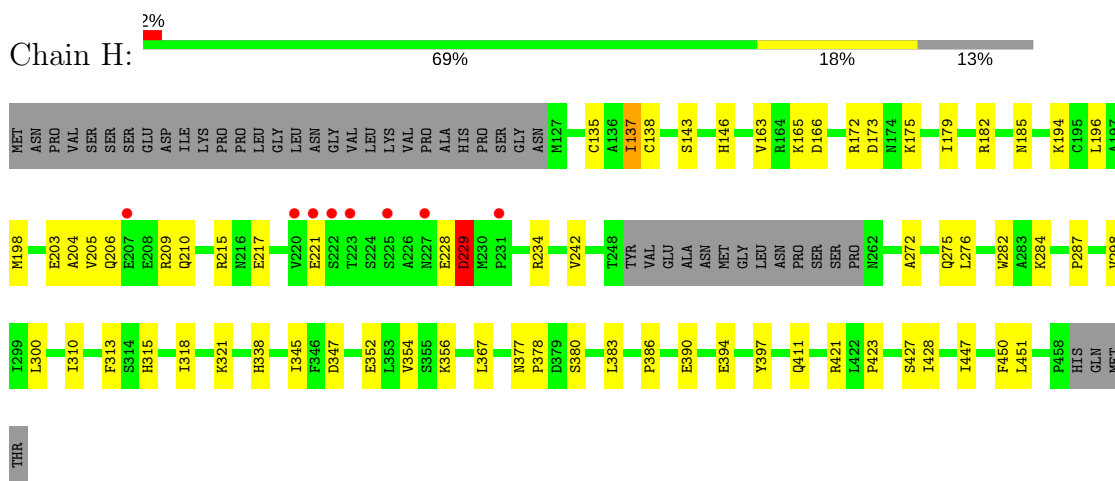 2%
Chain H:
69% 18% 13%
MET ASN PRO VAL SER SER SER GLU ASP ILE LYS PRO PRO LEU GLY LEU ASN GLY VAL LEU LYS VAL PRO ALA HIS PRO SER GLY ASN M127 C135 A136 I137 C138 S143 H146 V163 R164 K165 D166 R172 D173 N174 K175 I179 R182 N185 K194 C195 L196 A197
M198 E203 A204 V205 Q206 E207 E208 R209 Q210 R215 N216 E217 V220 E221 S222 T223 S224 S225 A226 N227 E228 D229 M230 P231 R234 V242 T248 TYR VAL GLU ALA ASN MET GLY LEU ASN PRO SER SER PRO N262 A272 Q275 L276 W282 A283 K284 P287 V298
I299 L300 I310 F313 S314 H315 I318 K321 H338 I345 F346 D347 E352 L353 V354 S355 K356 L367 N377 P378 D379 S380 L383 P386 E390 E394 Y397 Q411 R421 L422 P423 S427 I428 I447 F450 L451 P458 HIS GLN MET
THR